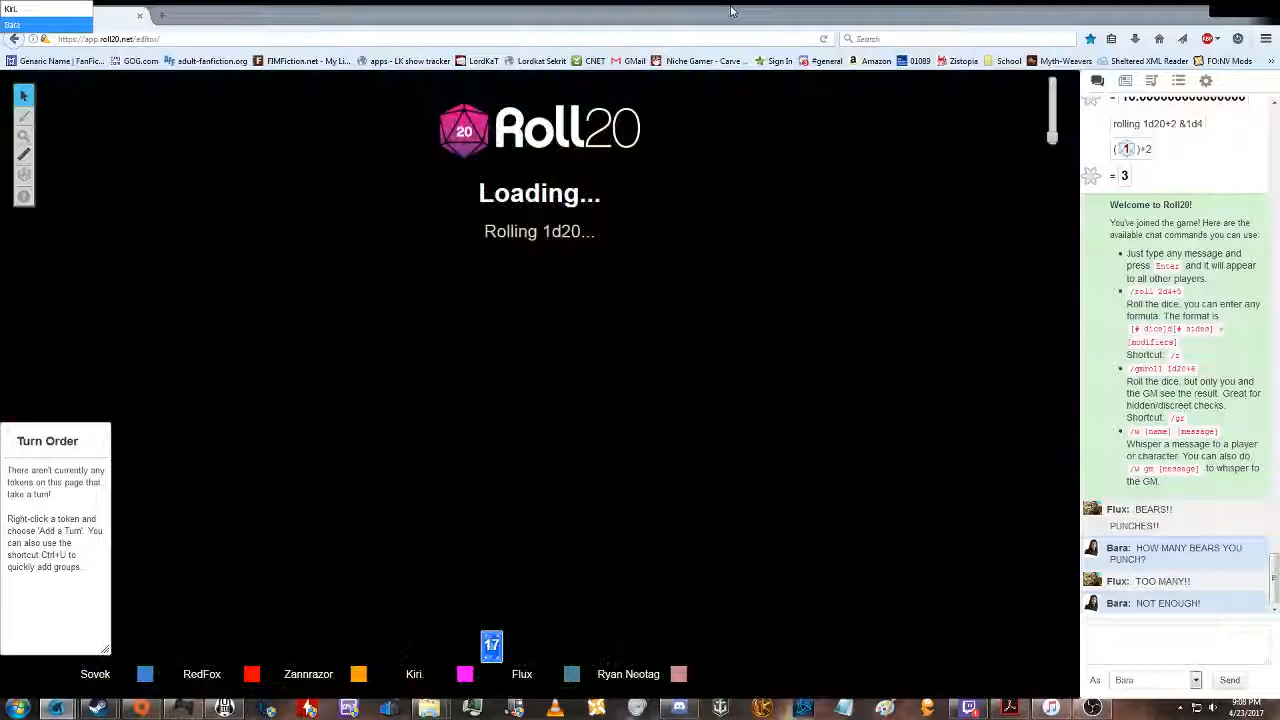 Kiri.
Bara
https://app.roll20.net/editor/
Search
Generic Name | FanFic...
GOG.com
adult-fanfiction.org
FIMFiction.net - My Li...
apps - LK show tracker
LordKaT
Lordkat Sekrit
CNET
GMail
Niche Gamer - Carve ...
Sign In
#general
Amazon
01089
Zistopia
School
Myth-Weavers
Sheltered XML Reader
FO:NV Mods
20 Roll20
Loading...
Rolling 1d20...
rolling 1d20+2 &1d4
(1)+2
= 3
Welcome to Roll20!
You've joined the game! Here are the
available chat commands you can use:
Just type any message and
press Enter and it will appear
to all other players.
/roll 2d4+5
Roll the dice, you can enter any
formula. The format is
[# dice]d[# sides] +
[modifiers]
Shortcut: /r
/gmroll 1d20+6
Roll the dice, but only you and
the GM see the result. Great for
hidden/discreet checks.
Shortcut: /gr
/w [name] [message]
Whisper a message to a player
or character. You can also do
/w gm [message] to whisper to
the GM.
Flux: BEARS!!
PUNCHES!!
Bara: HOW MANY BEARS YOU
PUNCH?
Flux: TOO MANY!!
Bara: NOT ENOUGH!
As Bara Send
Turn Order
There aren't currently any
tokens on this page that
take a turn!
Right-click a token and
choose 'Add a Turn'. You
can also use the
shortcut Ctrl+U to
quickly add groups.
17
Sovek
RedFox
Zannrazor
Kiri.
Flux
Ryan Neotag
9:08 PM
4/23/2017